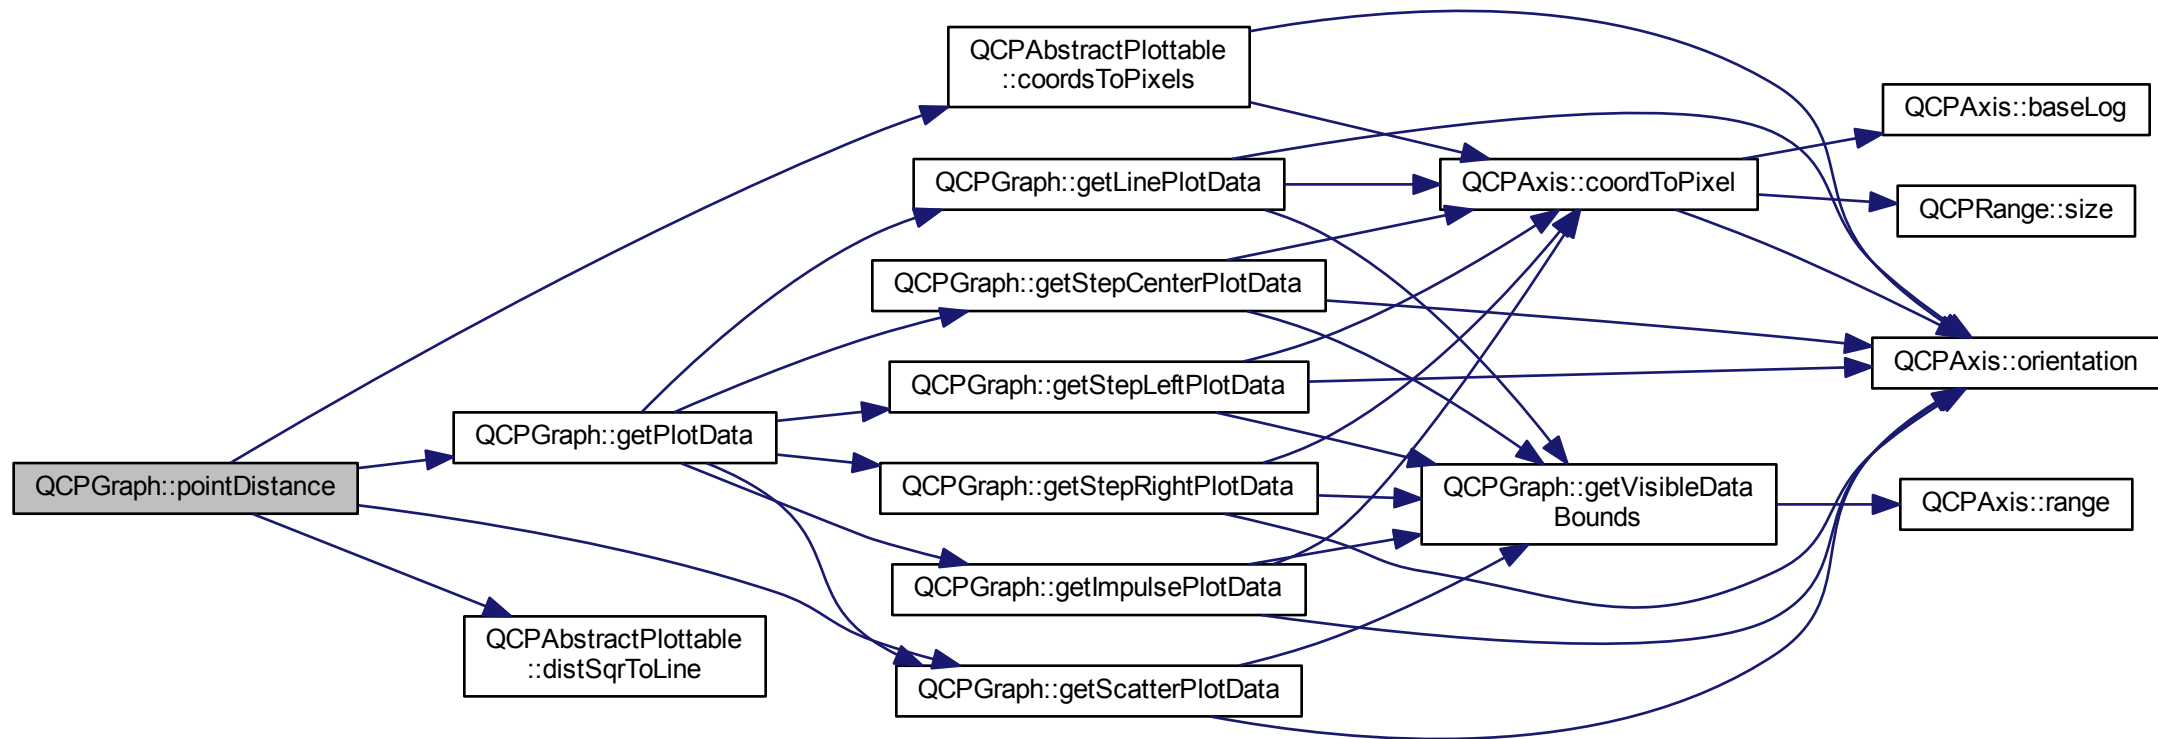 QCPGraph::pointDistance
QCPGraph::getPlotData
QCPAbstractPlottable
::distSqrToLine
QCPAbstractPlottable
::coordsToPixels
QCPGraph::getLinePlotData
QCPGraph::getStepCenterPlotData
QCPGraph::getStepLeftPlotData
QCPGraph::getStepRightPlotData
QCPGraph::getImpulsePlotData
QCPGraph::getScatterPlotData
QCPAxis::coordToPixel
QCPGraph::getVisibleData
Bounds
QCPAxis::baseLog
QCPRange::size
QCPAxis::orientation
QCPAxis::range